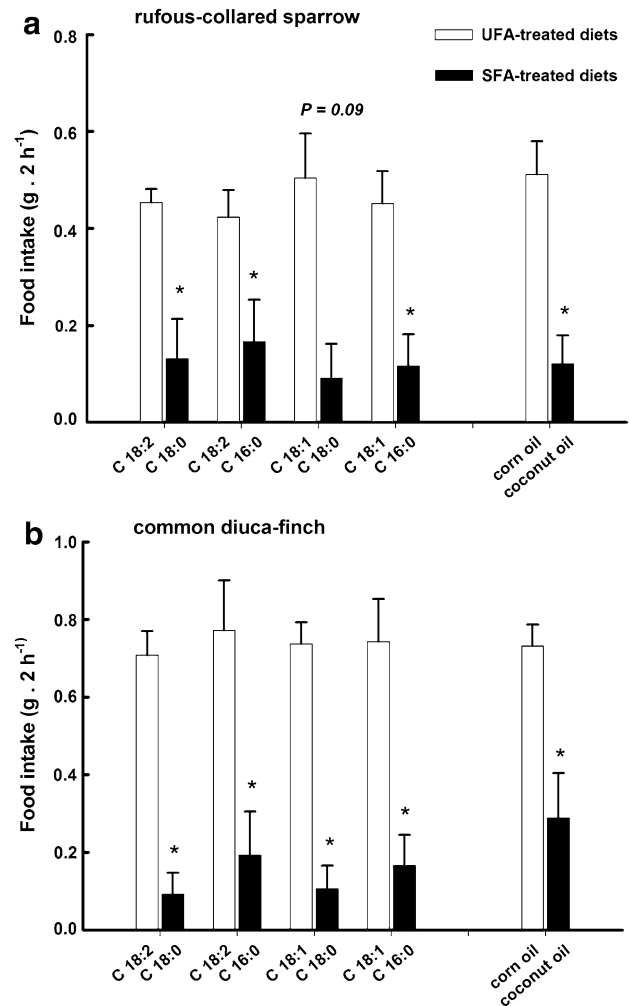 a
rufous-collared sparrow
UFA-treated diets
SFA-treated diets
P = 0.09
Food intake (g . 2 h-1)
0.8
0.6
0.4
0.2
0.0
*
*
*
*
C 18:2
C 18:0
C 18:2
C 16:0
C 18:1
C 18:0
C 18:1
C 16:0
corn oil
coconut oil
b
common diuca-finch
Food intake (g . 2 h-1)
1.0
0.8
0.6
0.4
0.2
0.0
*
*
*
*
*
C 18:2
C 18:0
C 18:2
C 16:0
C 18:1
C 18:0
C 18:1
C 16:0
corn oil
coconut oil